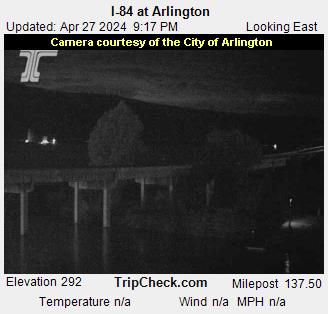 I-84 at Arlington
Updated: Apr 27 2024 9:17 PM Looking East
Camera courtesy of the City of Arlington
Elevation 292 TripCheck.com Milepost 137.50
Temperature n/a Wind n/a MPH n/a